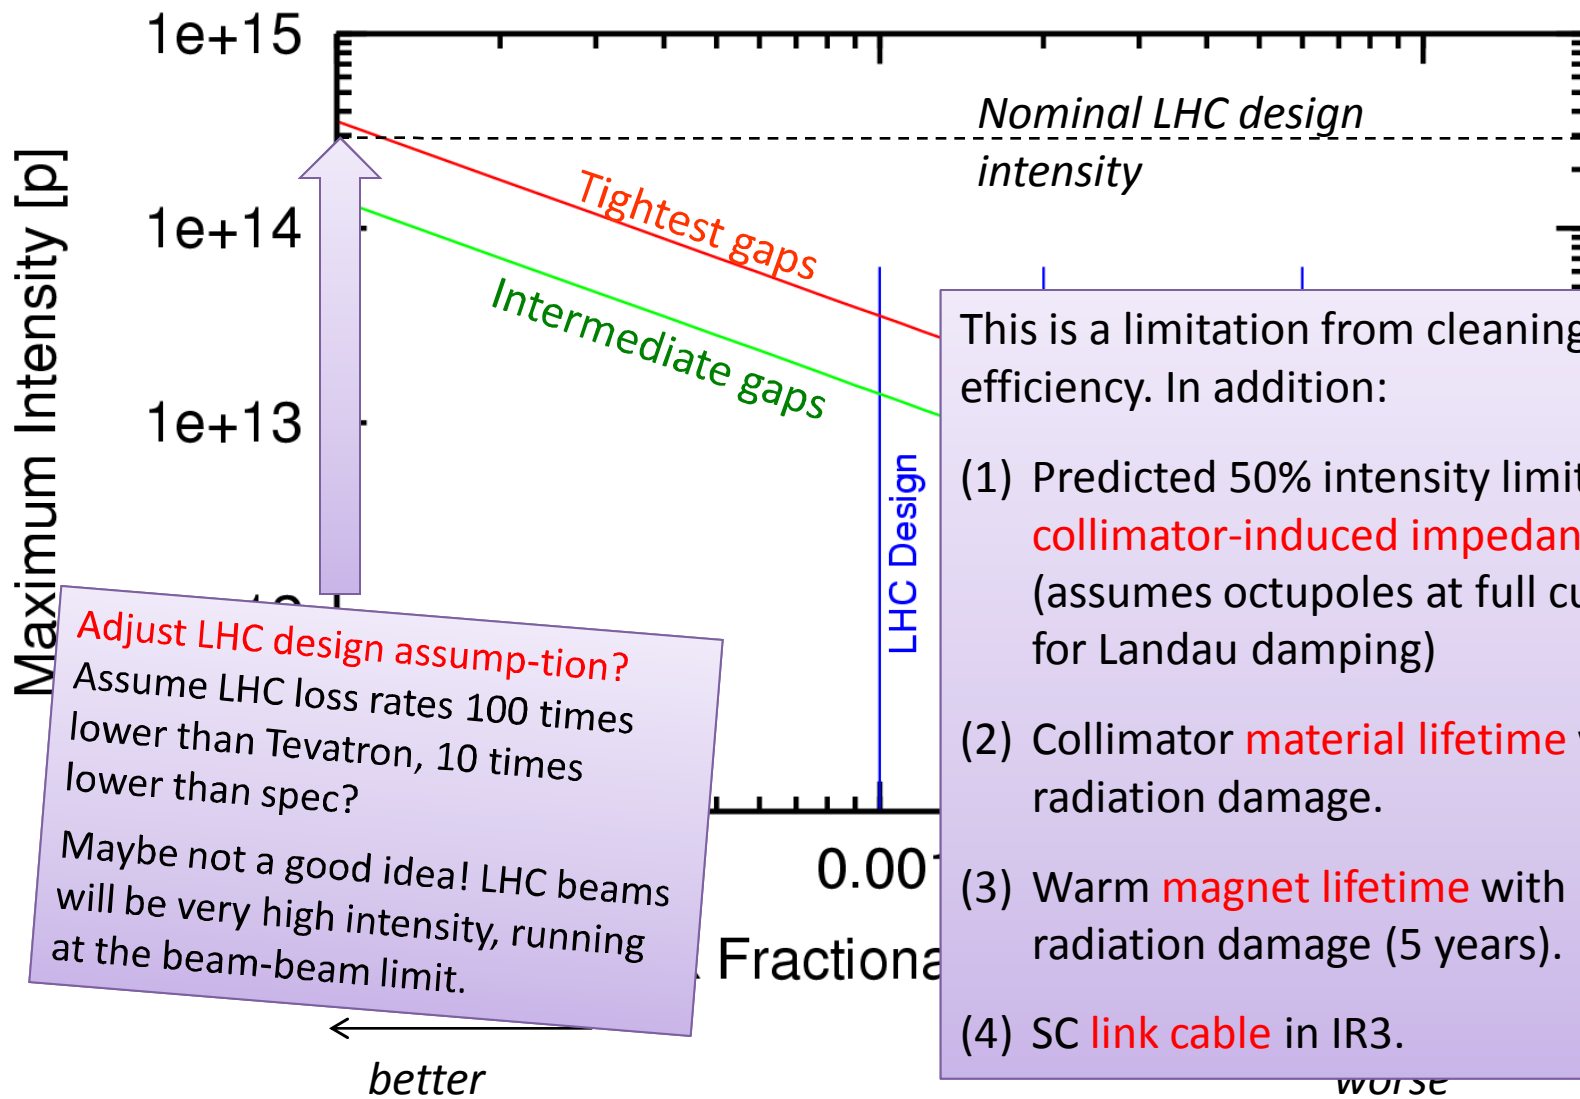 1e+15
Nominal LHC design
intensity
Maximum Intensity [p]
Tightest gaps
1e+14
Intermediate gaps
1e+13
LHC Design
This is a limitation from cleaning
efficiency. In addition:
(1) Predicted 50% intensity limit
collimator-induced impedan
(assumes octupoles at full cu
for Landau damping)
(2) Collimator material lifetime
radiation damage.
(3) Warm magnet lifetime with
radiation damage (5 years).
(4) SC link cable in IR3.
Adjust LHC design assump-tion?
Assume LHC loss rates 100 times
lower than Tevatron, 10 times
lower than spec?
Maybe not a good idea! LHC beams
will be very high intensity, running
at the beam-beam limit.
0.001
Fractiona
better
worse